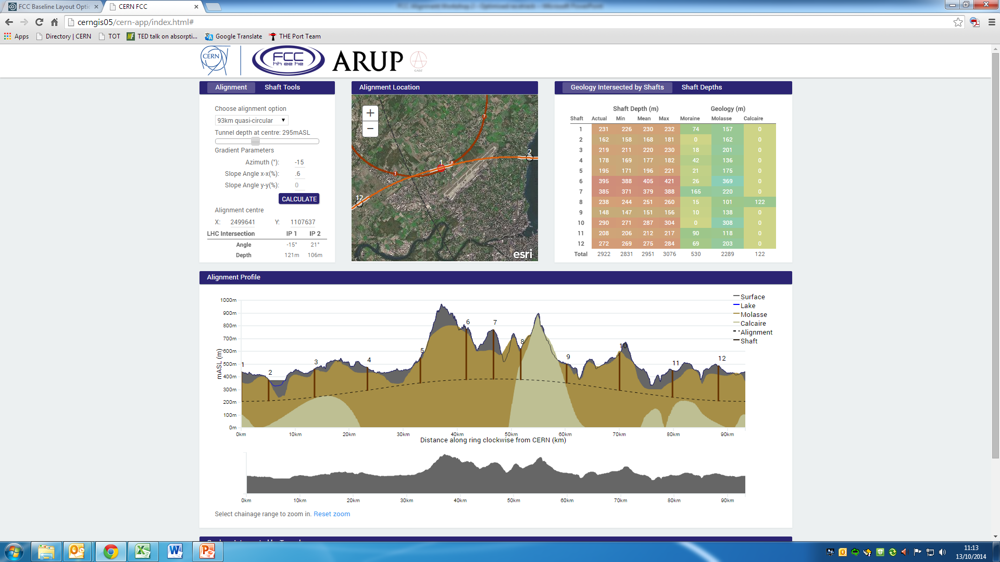 FCC Baseline Layout Optic
CERN FCC
cerngis05/cern-app/index.html#
Apps Directory | CERN TOT TED talk on absorpti... Google Translate THE Port Team
CERN FCC hh ee he ARUP GADZ
Alignment Shaft Tools
Choose alignment option
93km quasi-circular
Tunnel depth at centre: 295mASL
Gradient Parameters
Azimuth (°): -15
Slope Angle x-x(%): .6
Slope Angle y-y(%): 0
CALCULATE
Alignment centre
X: 2499641 Y: 1107637
LHC Intersection IP 1 IP 2
Angle -15° 21°
Depth 121m 106m
Alignment Location
+
−
7
2
1
8
1
12
esri
Geology Intersected by Shafts Shaft Depths
Shaft Depth (m) Geology (m)
Shaft Actual Min Mean Max Moraine Molasse Calcaire
1 231 226 230 232 74 157 0
2 162 158 168 181 0 162 0
3 219 211 220 230 18 201 0
4 178 169 177 182 42 136 0
5 195 171 196 221 21 175 0
6 395 388 405 421 26 369 0
7 385 371 379 388 165 220 0
8 238 244 251 260 15 101 122
9 148 147 151 156 10 138 0
10 290 271 287 304 0 308 0
11 208 206 212 217 90 118 0
12 272 269 275 284 69 203 0
Total 2922 2831 2951 3076 530 2289 122
Alignment Profile
1000m
900m
800m
700m
600m
500m
400m
300m
200m
100m
0m
mASL (m)
1 2 3 4 5 6 7 8 9 10 11 12
Surface
Lake
Molasse
Calcaire
Alignment
Shaft
0km 10km 20km 30km 40km 50km 60km 70km 80km 90km
Distance along ring clockwise from CERN (km)
0km 10km 20km 30km 40km 50km 60km 70km 80km 90km
Select chainage range to zoom in. Reset zoom
11:13
13/10/2014